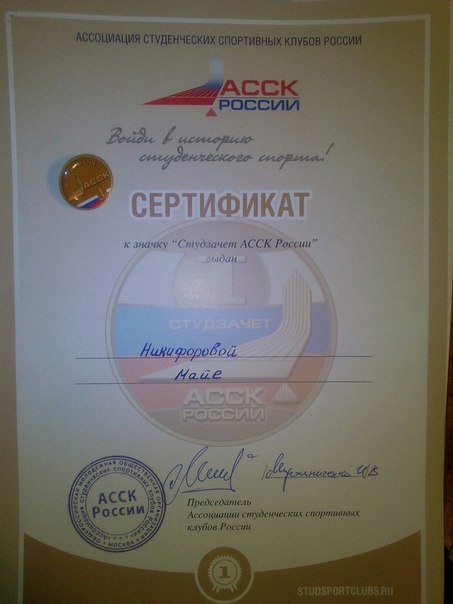 АССОЦИАЦИЯ СТУДЕНЧЕСКИХ СПОРТИВНЫХ КЛУБОВ РОССИИ
АССК
РОССИИ
Войди в историю
студенческого спорта!
АССК
СЕРТИФИКАТ
к значку "Студзачет АССК России"
выдан
СТУДЗАЧЕТ
Никифоровой
Майе
АССК
РОССИИ
АССК
России
МОСКВА
Председатель
Ассоциации студенческих спортивных
клубов России
1
STUDSPORTCLUBS.RU